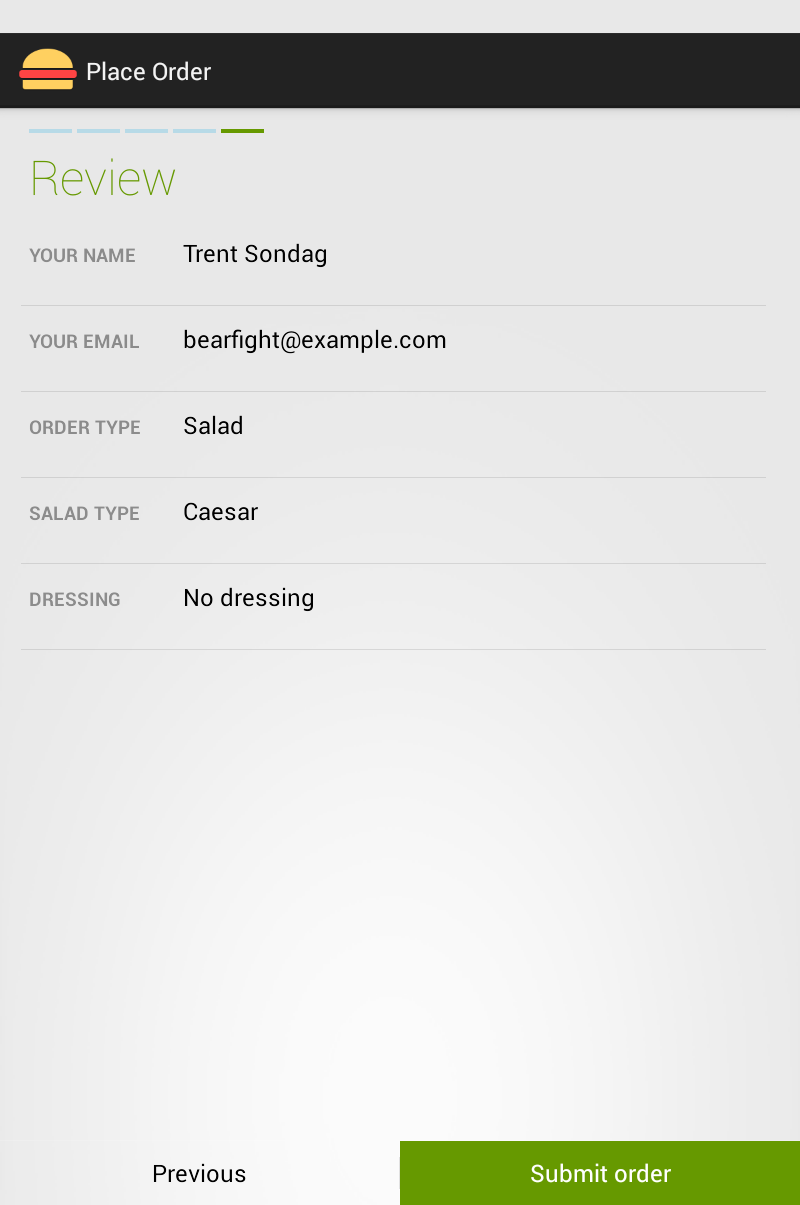 Place Order
Review
YOUR NAME Trent Sondag
YOUR EMAIL bearfight@example.com
ORDER TYPE Salad
SALAD TYPE Caesar
DRESSING No dressing
Previous Submit order